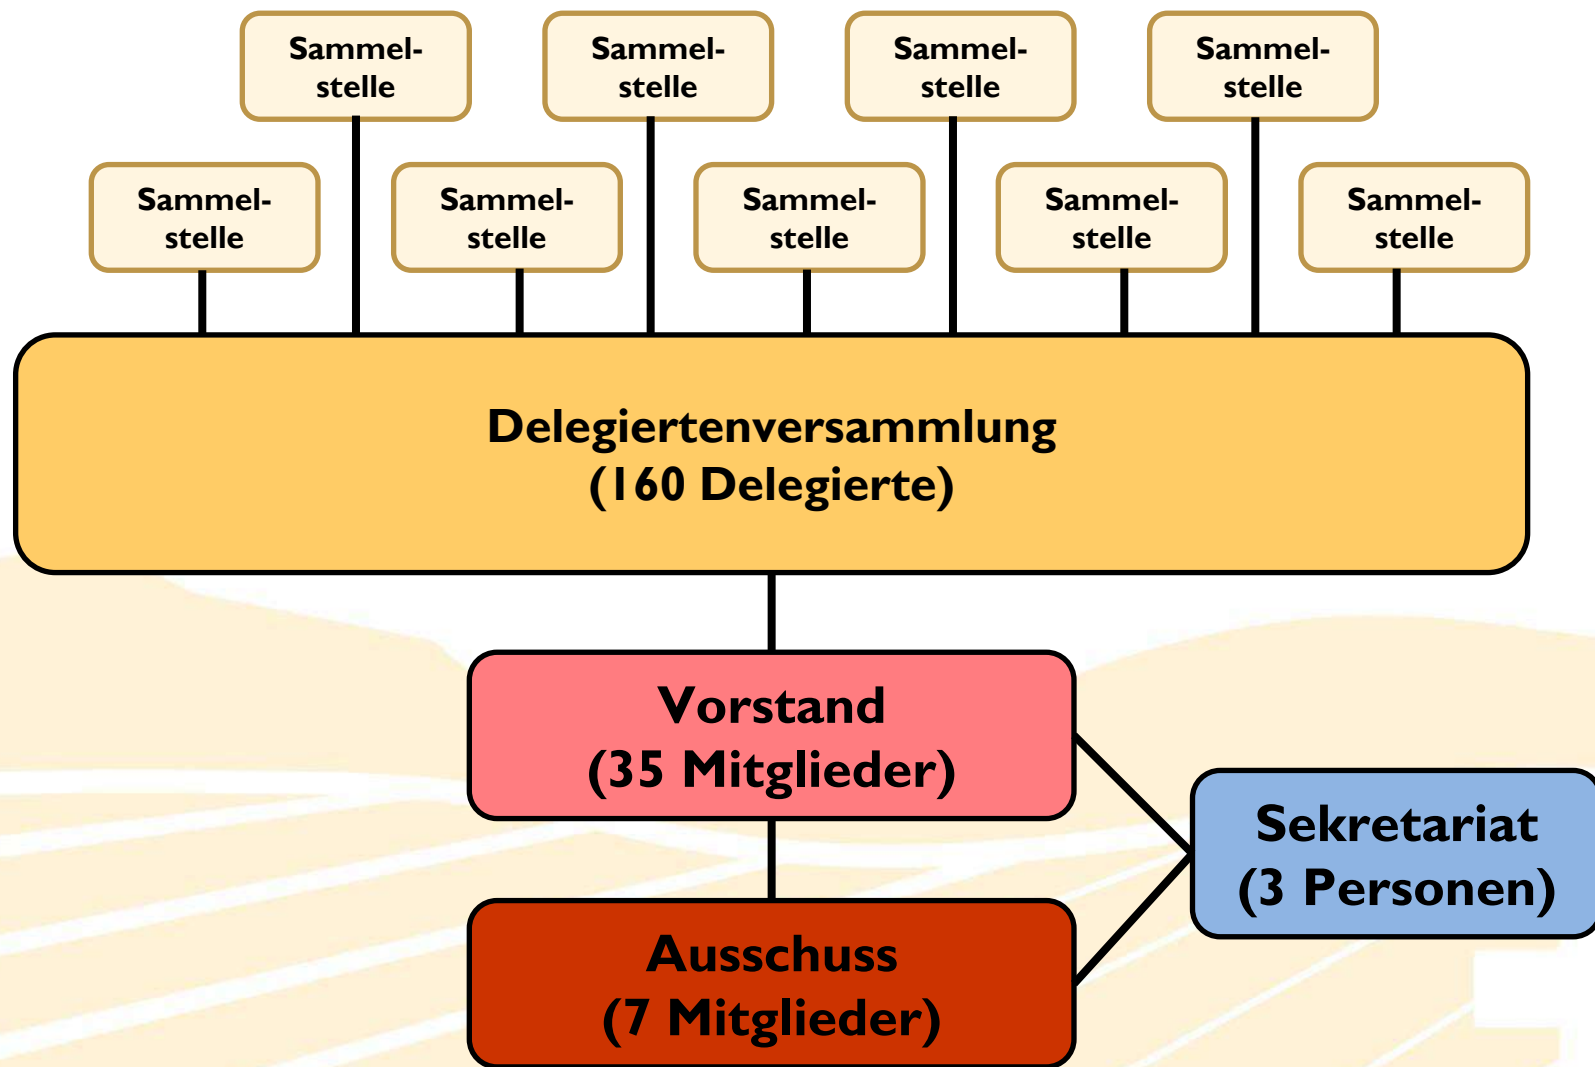 Sammel-
stelle
Sammel-
stelle
Sammel-
stelle
Sammel-
stelle
Sammel-
stelle
Sammel-
stelle
Sammel-
stelle
Sammel-
stelle
Sammel-
stelle
Delegiertenversammlung
(160 Delegierte)
Vorstand
(35 Mitglieder)
Sekretariat
(3 Personen)
Ausschuss
(7 Mitglieder)